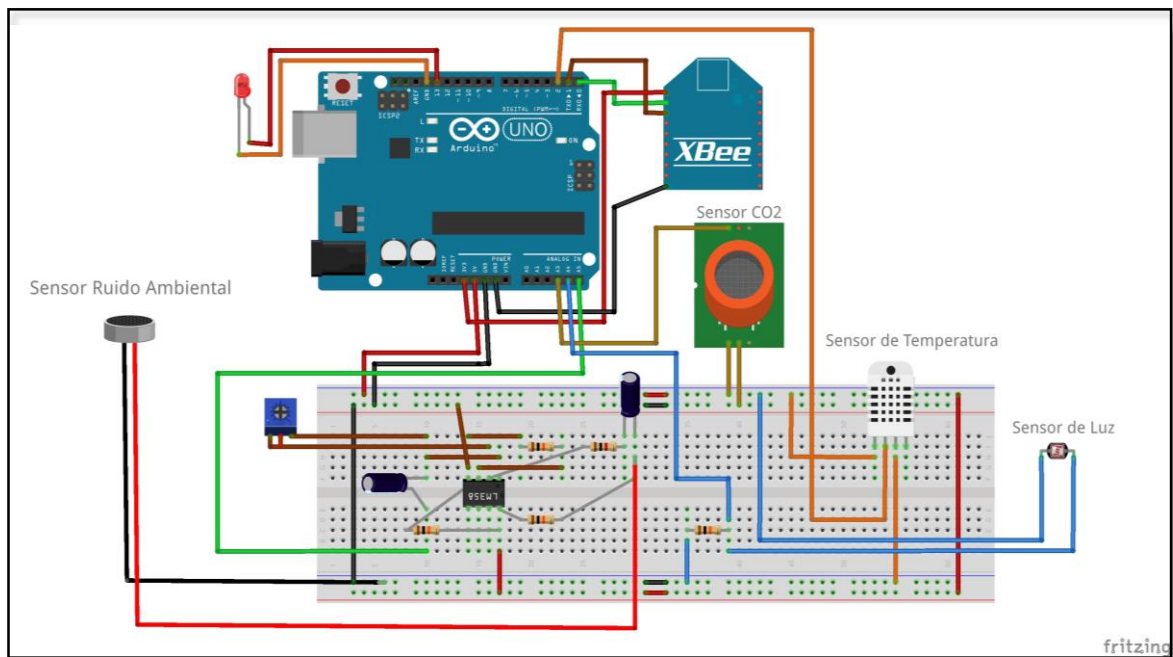 RESET
ICSP2
AREF
GND
13
12
~11
~10
~9
8
7
~6
~5
4
~3
2
TX0 1
RX0 0
DIGITAL (PWM~)
L
TX
RX
UNO
Arduino
ON
ICSP
XBee
Sensor CO2
IOREF
RESET
3V3
5V
GND
GND
VIN
POWER
ANALOG IN
A0
A1
A2
A3
A4
A5
Sensor Ruido Ambiental
Sensor de Temperatura
Sensor de Luz
LM358
fritzing